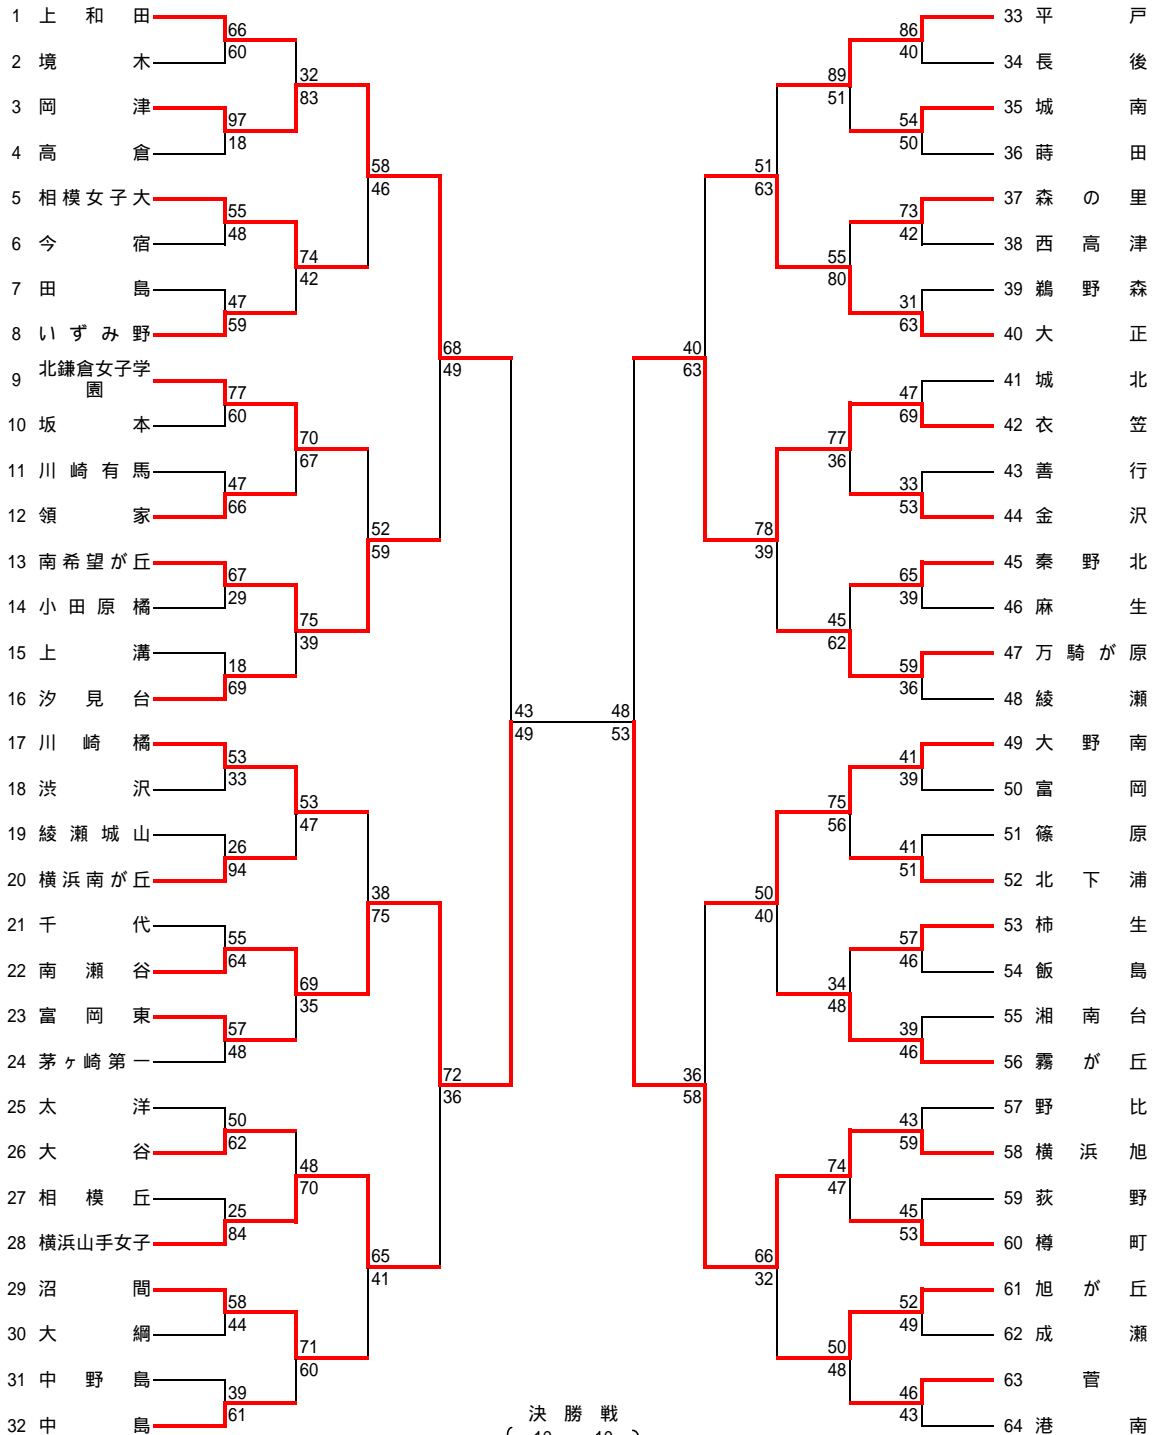 1 上和田
66
60
2 境木
32
83
3 岡津
97
18
4 高倉
58
46
5 相模女子大
55
48
6 今宿
74
42
7 田島
47
59
8 いずみ野
68
49
9 北鎌倉女子学園
77
60
10 坂本
70
67
11 川崎有馬
47
66
12 領家
52
59
13 南希望が丘
67
29
14 小田原橘
75
39
15 上溝
18
69
16 汐見台
43
49
17 川崎橘
53
33
18 渋沢
53
47
19 綾瀬城山
26
94
20 横浜南が丘
38
75
21 千代
55
64
22 南瀬谷
69
35
23 富岡東
57
48
24 茅ヶ崎第一
72
36
25 太洋
50
62
26 大谷
48
70
27 相模丘
25
84
28 横浜山手女子
65
41
29 沼間
58
44
30 大綱
71
60
31 中野島
39
61
32 中島
33 平戸
86
40
34 長後
89
51
35 城南
54
50
36 蒔田
51
63
37 森の里
73
42
38 西高津
55
80
39 鵜野森
31
63
40 大正
40
63
41 城北
47
69
42 衣笠
77
36
43 善行
33
53
44 金沢
78
39
45 秦野北
65
39
46 麻生
45
62
47 万騎が原
59
36
48 綾瀬
48
53
49 大野南
41
39
50 富岡
75
56
51 篠原
41
51
52 北下浦
50
40
53 柿生
57
46
54 飯島
34
48
55 湘南台
39
46
56 霧が丘
36
58
57 野比
43
59
58 横浜旭
74
47
59 荻野
45
53
60 樽町
66
32
61 旭が丘
52
49
62 成瀬
50
48
63 菅
46
43
64 港南
決勝戦